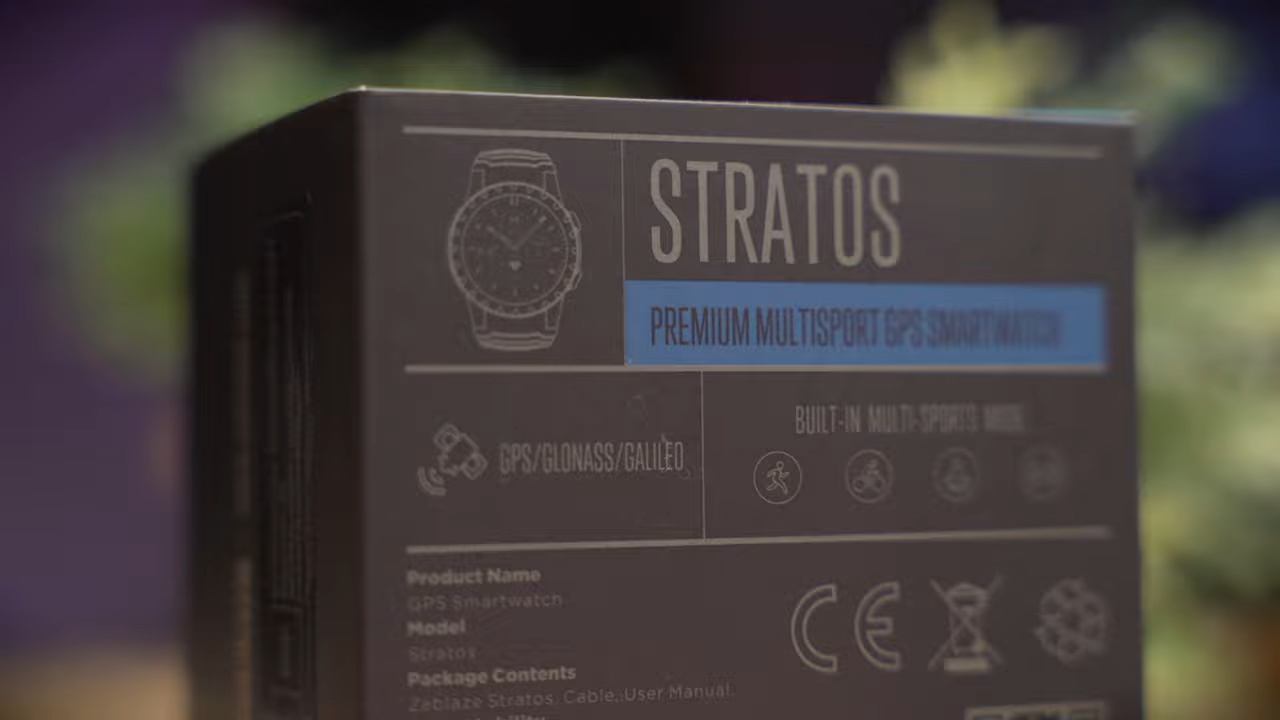 STRATOS
PREMIUM MULTISPORT GPS SMARTWATCH
GPS/GLONASS/GALILEO
BUILT-IN MULTI-SPORTS MODE
Product Name
GPS Smartwatch
Model
Stratos
Package Contents
Zeblaze Stratos, Cable, User Manual.